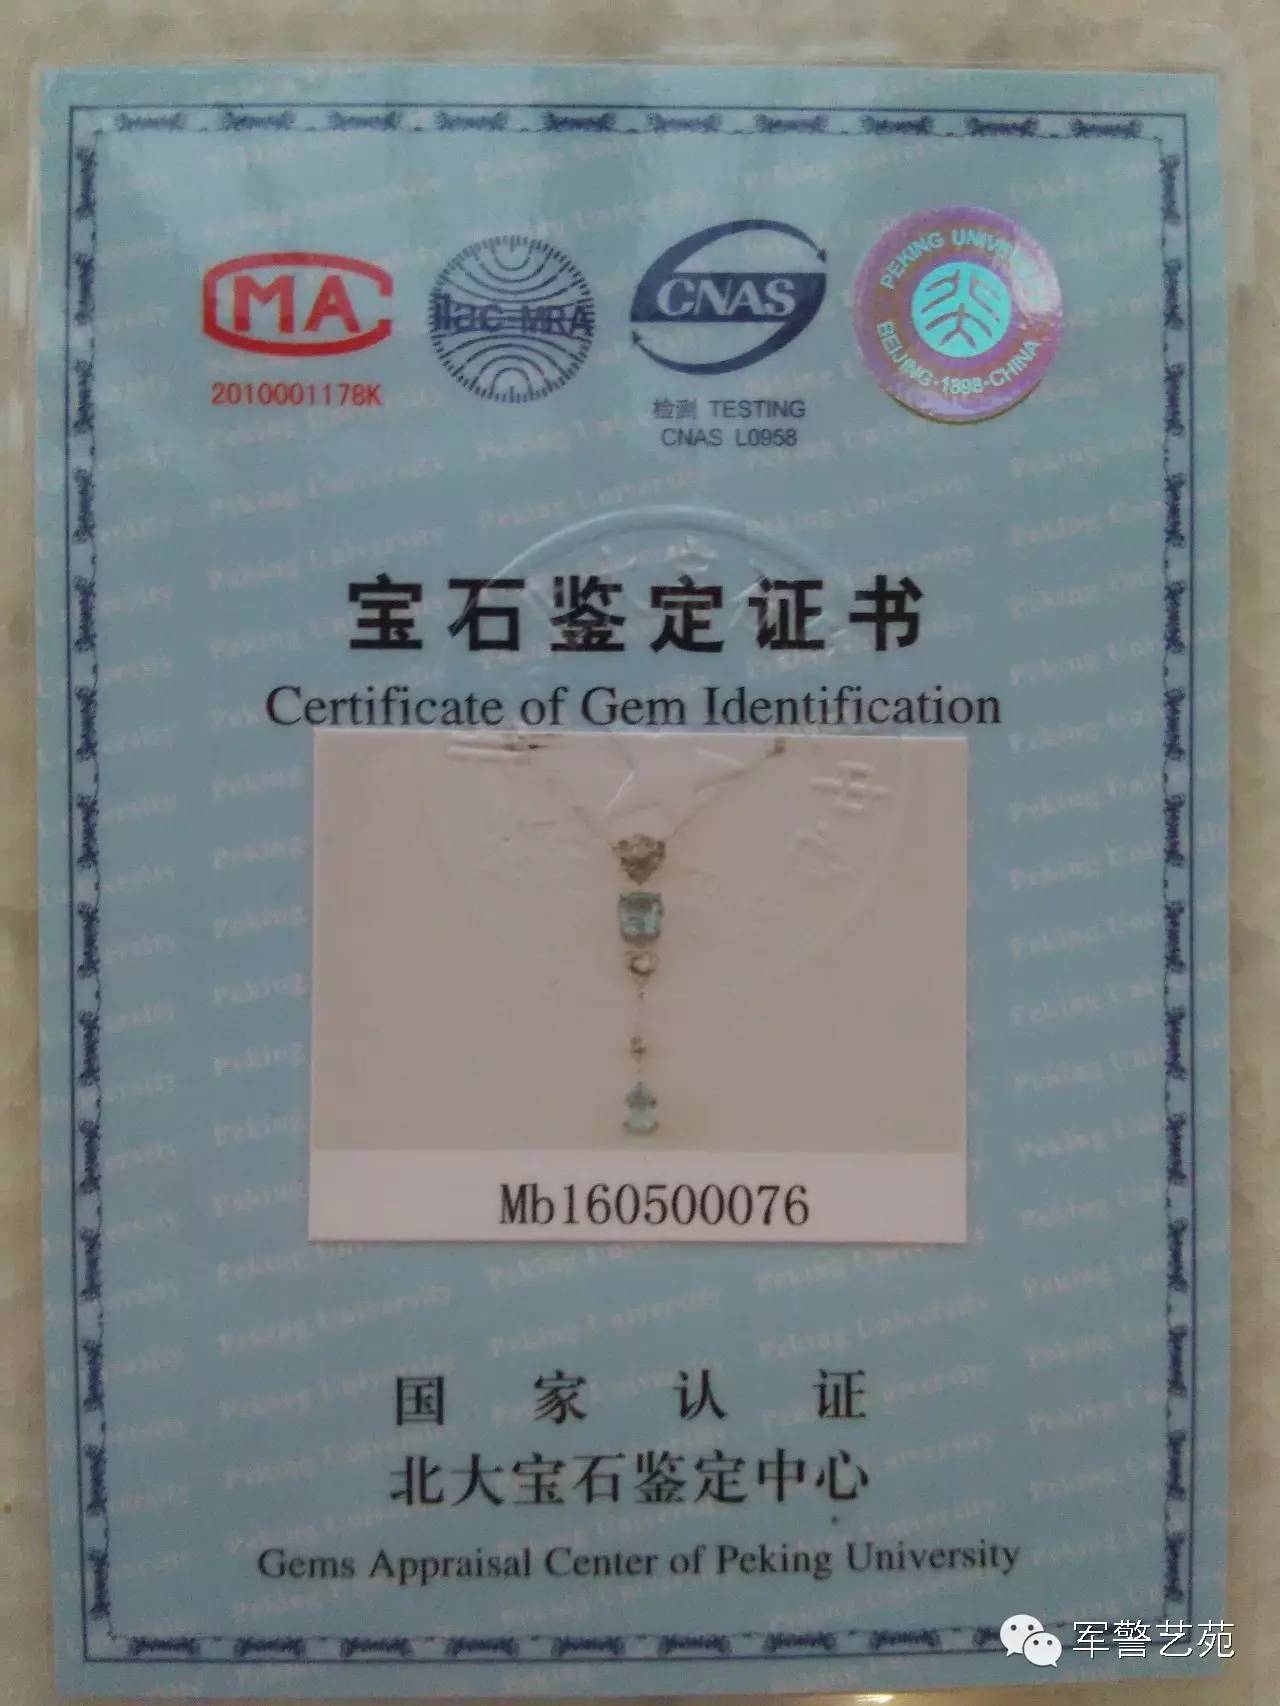 MA
2010001178K
ilac-MRA
CNAS
检测 TESTING
CNAS L0958
PEKING UNIVERSITY
BEIJING·1898·CHINA
宝石鉴定证书
Certificate of Gem Identification
Mb160500076
国家认证
北大宝石鉴定中心
Gems Appraisal Center of Peking University
军警艺苑